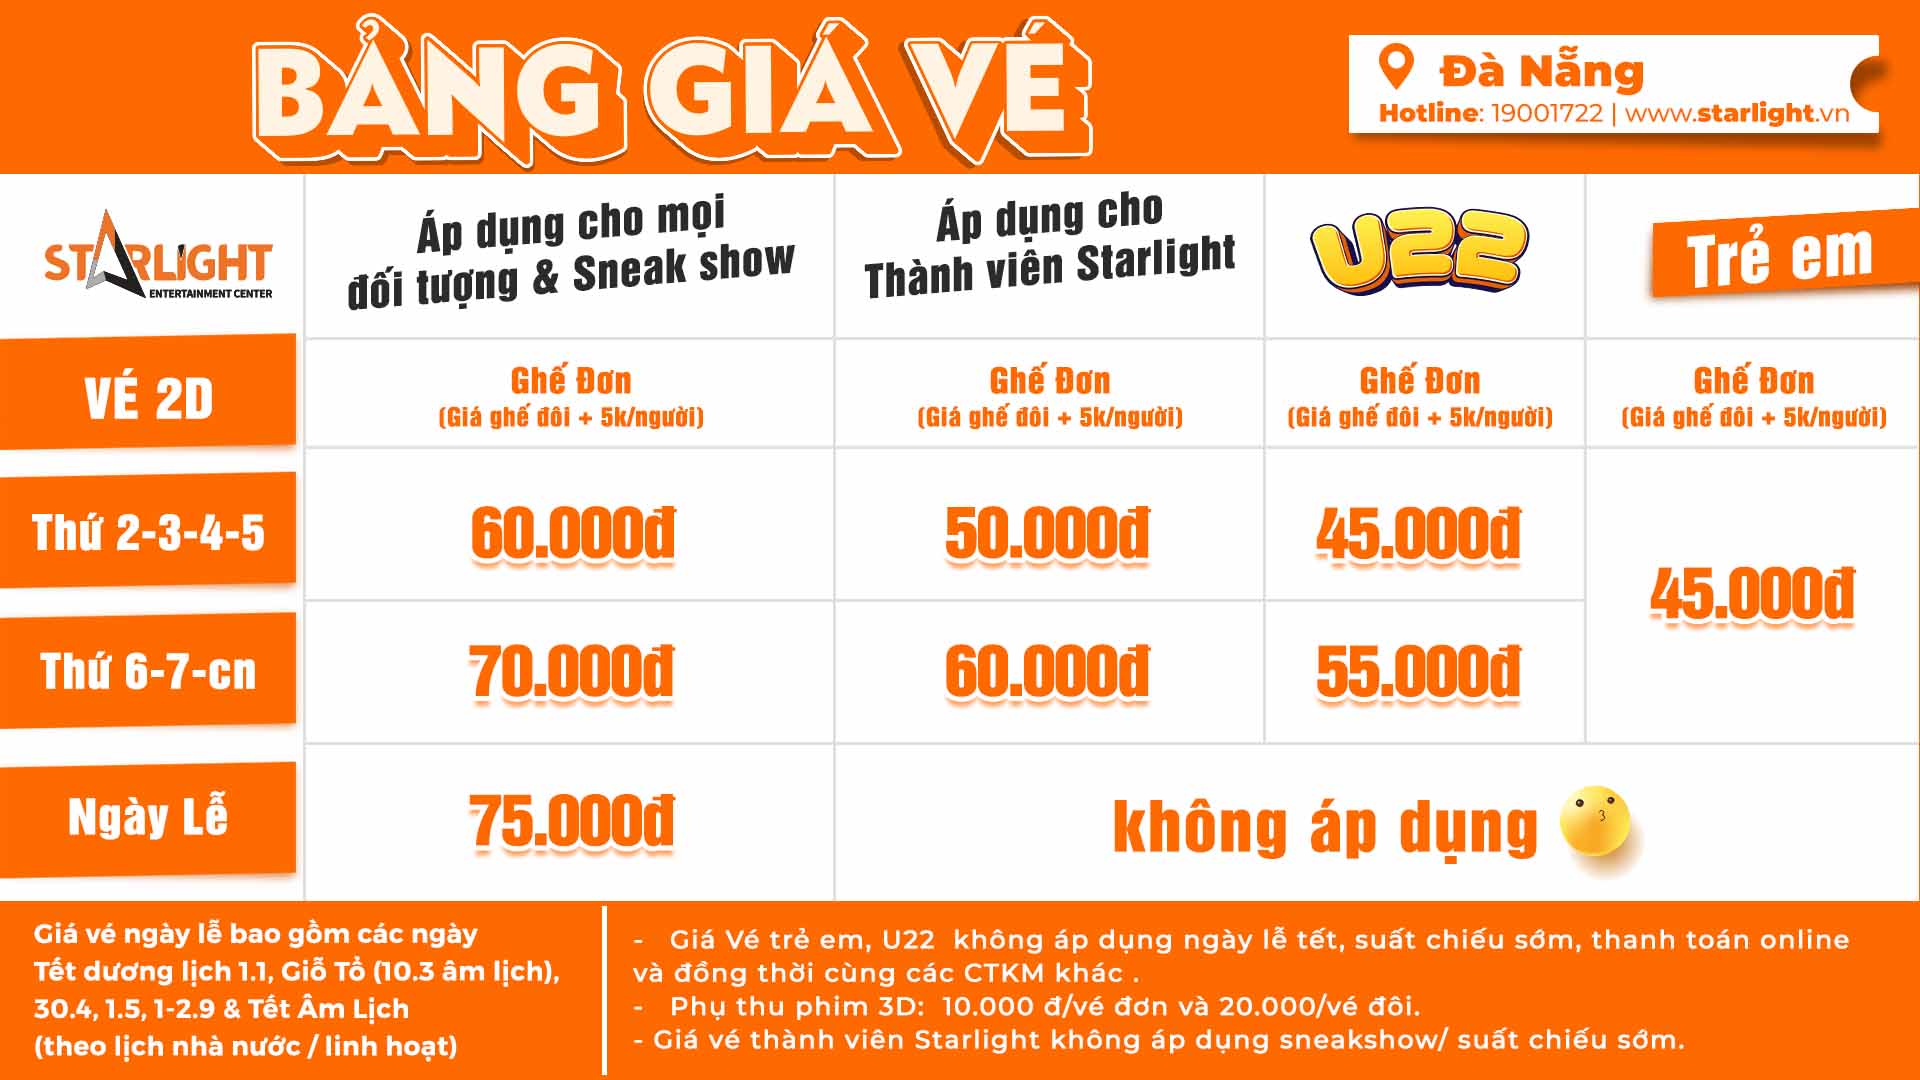 BẢNG GIÁ VÉ
Đà Nẵng
Hotline: 19001722 | www.starlight.vn
STARLIGHT
ENTERTAINMENT CENTER
Áp dụng cho mọi
đối tượng & Sneak show
Áp dụng cho
Thành viên Starlight
U22
Trẻ em
VÉ 2D
Ghế Đơn
(Giá ghế đôi + 5k/người)
Ghế Đơn
(Giá ghế đôi + 5k/người)
Ghế Đơn
(Giá ghế đôi + 5k/người)
Ghế Đơn
(Giá ghế đôi + 5k/người)
Thứ 2-3-4-5
60.000đ
50.000đ
45.000đ
45.000đ
Thứ 6-7-cn
70.000đ
60.000đ
55.000đ
Ngày Lễ
75.000đ
không áp dụng
Giá vé ngày lễ bao gồm các ngày
Tết dương lịch 1.1, Giỗ Tổ (10.3 âm lịch),
30.4, 1.5, 1-2.9 & Tết Âm Lịch
(theo lịch nhà nước / linh hoạt)
- Giá Vé trẻ em, U22 không áp dụng ngày lễ tết, suất chiếu sớm, thanh toán online
và đồng thời cùng các CTKM khác .
- Phụ thu phim 3D: 10.000 đ/vé đơn và 20.000/vé đôi.
- Giá vé thành viên Starlight không áp dụng sneakshow/ suất chiếu sớm.